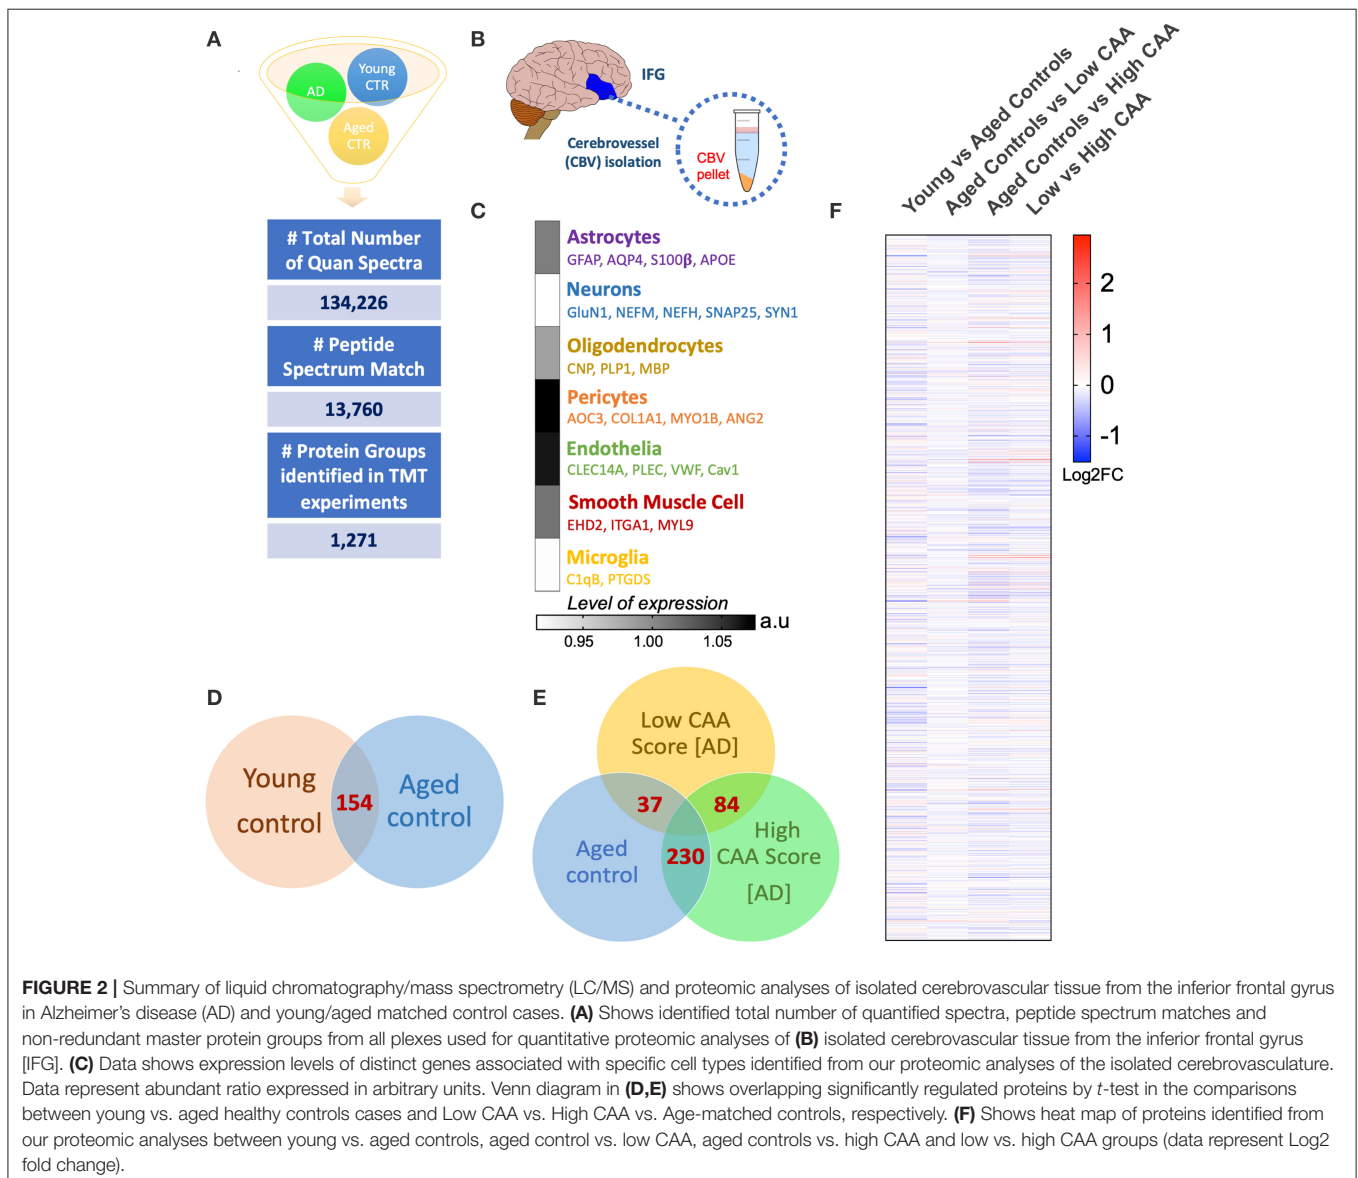 A
AD
Young
CTR
Aged
CTR
# Total Number
of Quan Spectra
134,226
# Peptide
Spectrum Match
13,760
# Protein Groups
identified in TMT
experiments
1,271
B
IFG
Cerebrovessel
(CBV) isolation
CBV
pellet
C
Astrocytes
GFAP, AQP4, S100β, APOE
Neurons
GluN1, NEFM, NEFH, SNAP25, SYN1
Oligodendrocytes
CNP, PLP1, MBP
Pericytes
AOC3, COL1A1, MYO1B, ANG2
Endothelia
CLEC14A, PLEC, VWF, Cav1
Smooth Muscle Cell
EHD2, ITGA1, MYL9
Microglia
C1qB, PTGDS
Level of expression
a.u
0.95 1.00 1.05
D
Young
control
154
Aged
control
E
Low CAA
Score [AD]
37
84
Aged
control
230
High
CAA Score
[AD]
F
Young vs Aged Controls
Aged Controls vs Low CAA
Aged Controls vs High CAA
Low vs High CAA
2
1
0
-1
Log2FC
FIGURE 2 | Summary of liquid chromatography/mass spectrometry (LC/MS) and proteomic analyses of isolated cerebrovascular tissue from the inferior frontal gyrus
in Alzheimer's disease (AD) and young/aged matched control cases. (A) Shows identified total number of quantified spectra, peptide spectrum matches and
non-redundant master protein groups from all plexes used for quantitative proteomic analyses of (B) isolated cerebrovascular tissue from the inferior frontal gyrus
[IFG]. (C) Data shows expression levels of distinct genes associated with specific cell types identified from our proteomic analyses of the isolated cerebrovasculature.
Data represent abundant ratio expressed in arbitrary units. Venn diagram in (D,E) shows overlapping significantly regulated proteins by t-test in the comparisons
between young vs. aged healthy controls cases and Low CAA vs. High CAA vs. Age-matched controls, respectively. (F) Shows heat map of proteins identified from
our proteomic analyses between young vs. aged controls, aged control vs. low CAA, aged controls vs. high CAA and low vs. high CAA groups (data represent Log2
fold change).